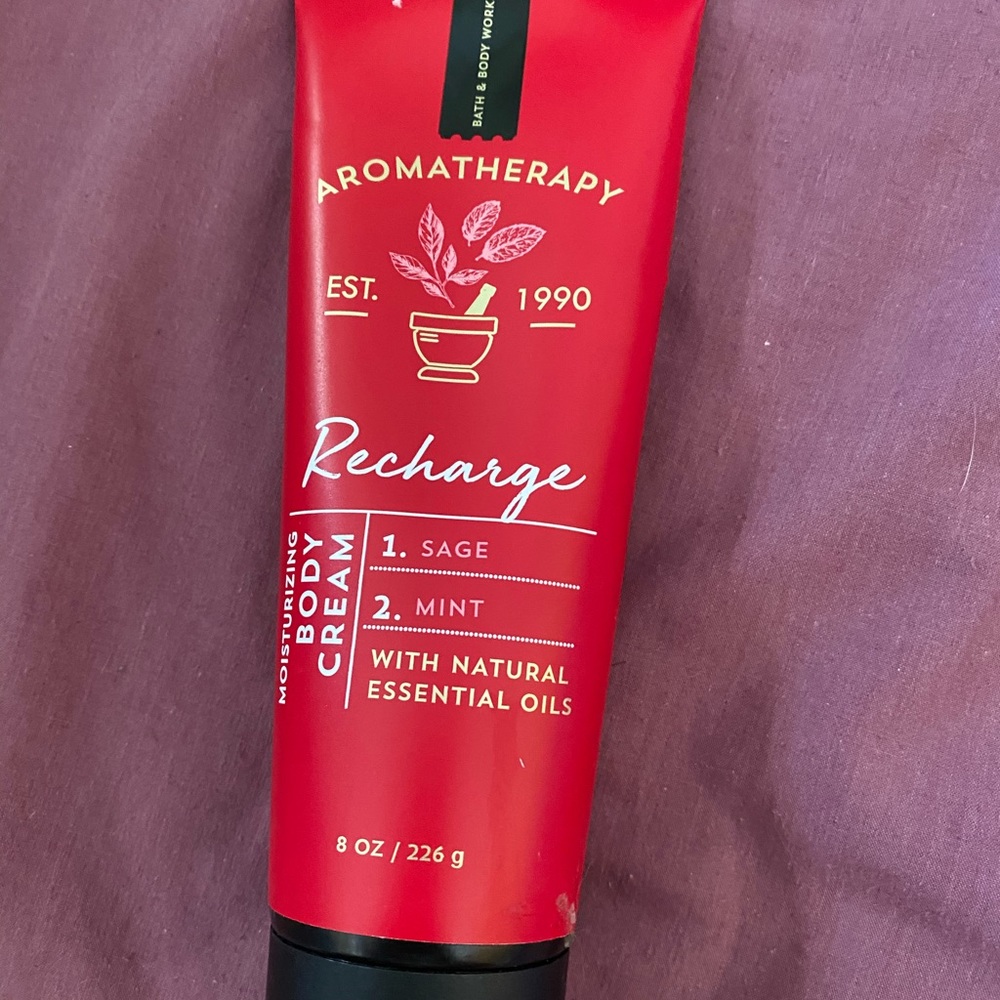 BATH & BODY WORK
AROMATHERAPY
EST. 1990
Recharge
MOISTURIZING
BODY
CREAM
1. SAGE
2. MINT
WITH NATURAL
ESSENTIAL OILS
8 OZ / 226 g